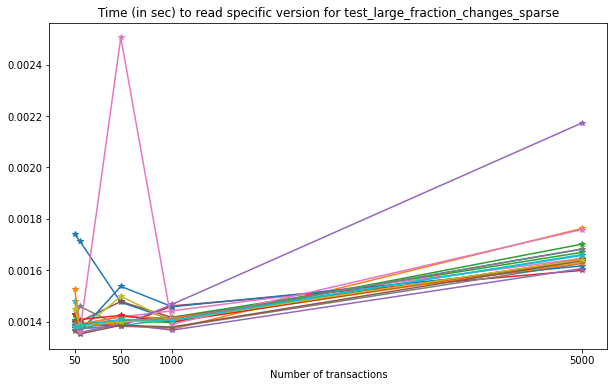 Time (in sec) to read specific version for test_large_fraction_changes_sparse
0.0024
0.0022
0.0020
0.0018
0.0016
0.0014
50 500 1000 5000
Number of transactions